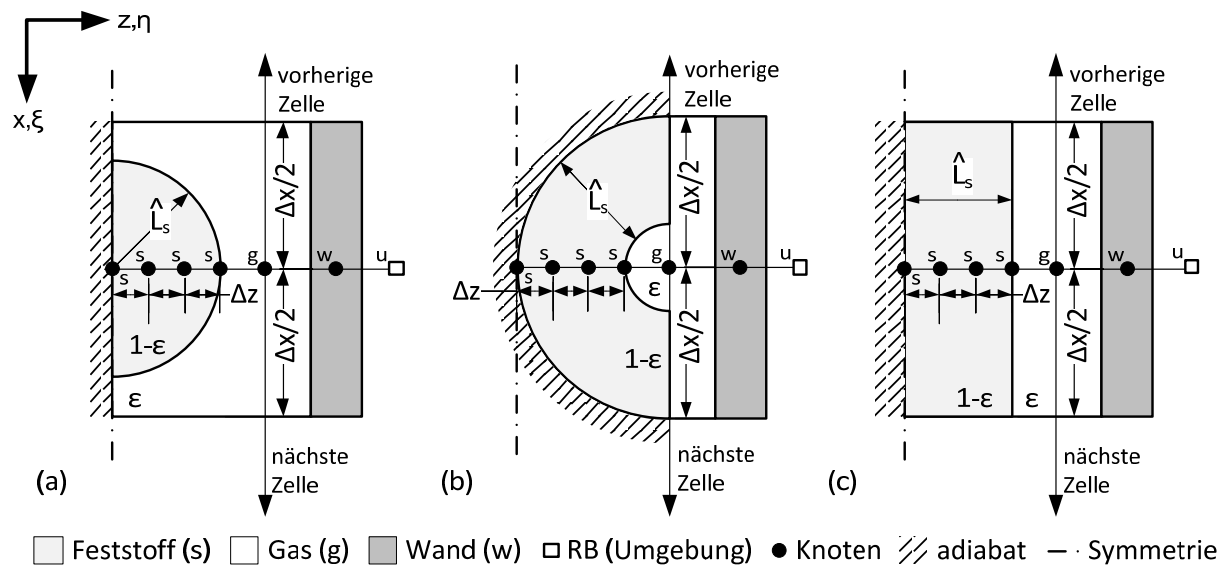 z,η
x,ξ
vorherige
Zelle
L̂ₛ
Δx/2
s s s g w u
s
Δz
Δx/2
1-ε
ε
nächste
Zelle
(a)
vorherige
Zelle
L̂ₛ
Δx/2
s s s g w u
s
Δz
ε
Δx/2
1-ε
nächste
Zelle
(b)
vorherige
Zelle
L̂ₛ
Δx/2
s s s g w u
s
Δz
Δx/2
1-ε ε
nächste
Zelle
(c)
Feststoff (s) Gas (g) Wand (w) RB (Umgebung) Knoten adiabat Symmetrie